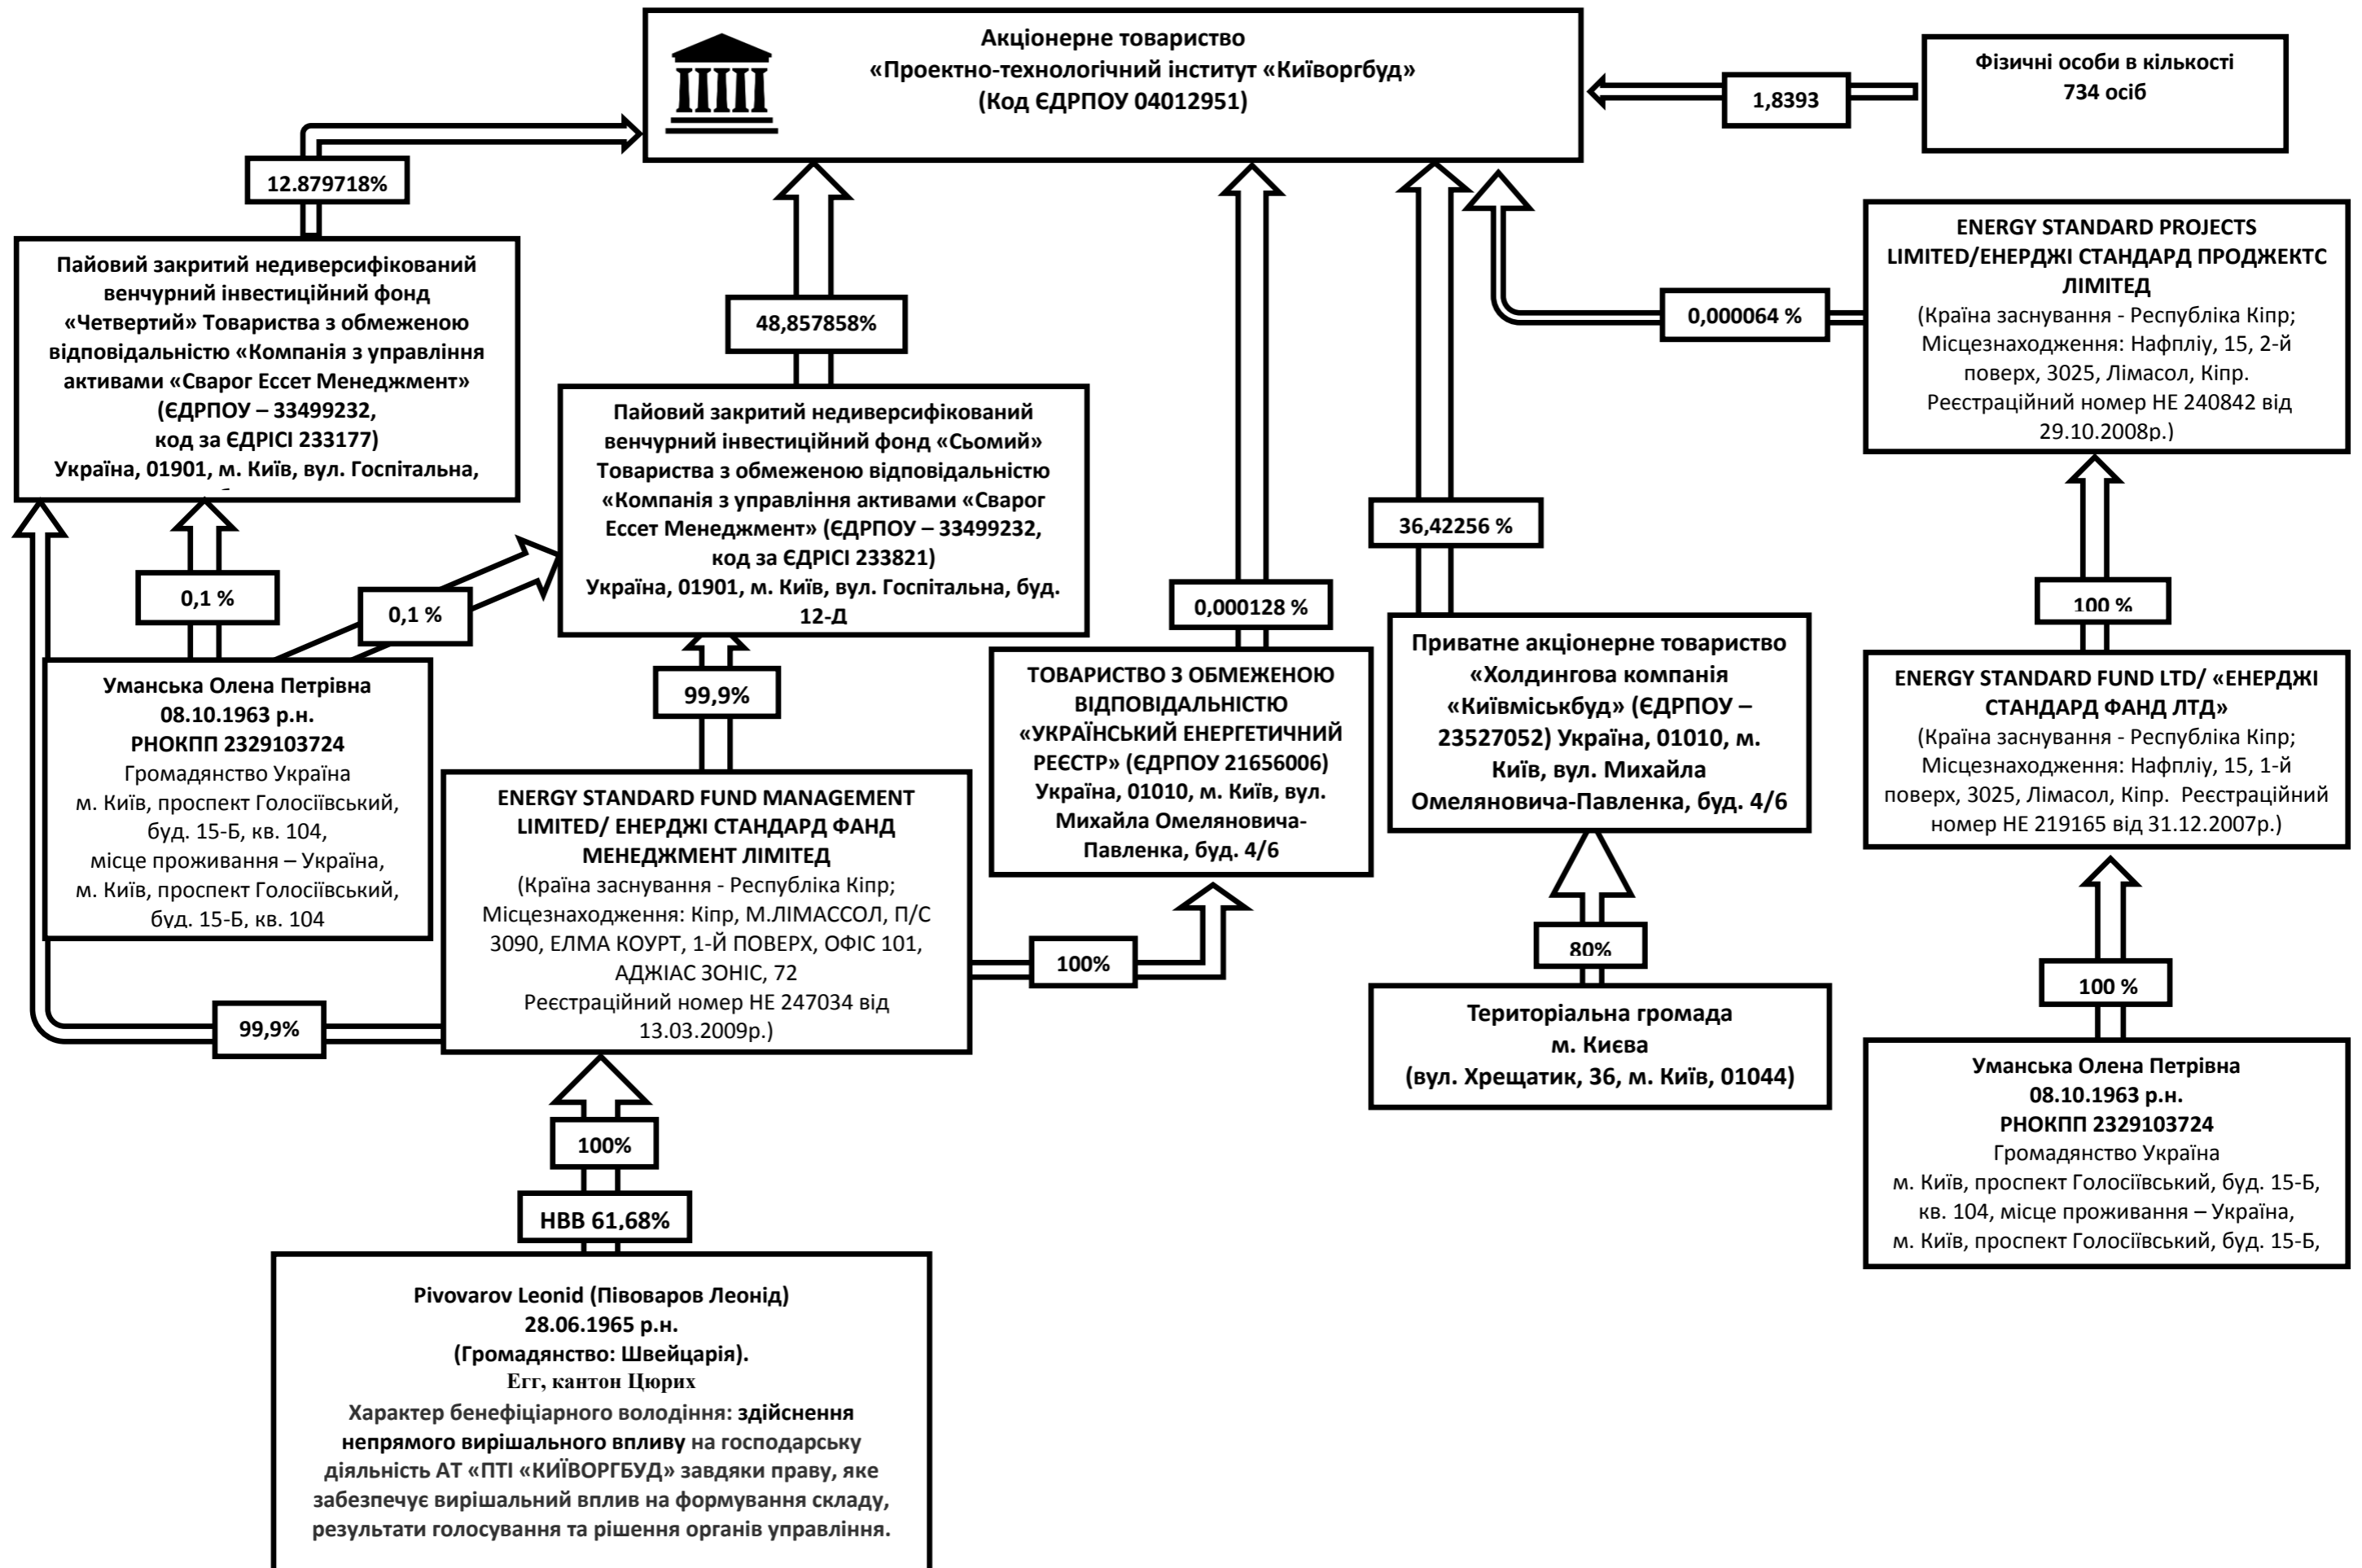 Акціонерне товариство
«Проектно-технологічний інститут «Київоргбуд»
(Код ЄДРПОУ 04012951)
Фізичні особи в кількості
734 осіб
1,8393
12.879718%
Пайовий закритий недиверсифікований
венчурний інвестиційний фонд
«Четвертий» Товариства з обмеженою
відповідальністю «Компанія з управління
активами «Сварог Ессет Менеджмент»
(ЄДРПОУ – 33499232,
код за ЄДРІСІ 233177)
Україна, 01901, м. Київ, вул. Госпітальна,
48,857858%
Пайовий закритий недиверсифікований
венчурний інвестиційний фонд «Сьомий»
Товариства з обмеженою відповідальністю
«Компанія з управління активами «Сварог
Ессет Менеджмент» (ЄДРПОУ – 33499232,
код за ЄДРІСІ 233821)
Україна, 01901, м. Київ, вул. Госпітальна, буд.
12-Д
ENERGY STANDARD PROJECTS
LIMITED/ЕНЕРДЖІ СТАНДАРД ПРОДЖЕКТС
ЛІМІТЕД
(Країна заснування - Республіка Кіпр;
Місцезнаходження: Нафпліу, 15, 2-й
поверх, 3025, Лімасол, Кіпр.
Реєстраційний номер НЕ 240842 від
29.10.2008р.)
0,000064 %
36,42256 %
0,000128 %
100 %
0,1 %
0,1 %
99,9%
Уманська Олена Петрівна
08.10.1963 р.н.
РНОКПП 2329103724
Громадянство Україна
м. Київ, проспект Голосіївський,
буд. 15-Б, кв. 104,
місце проживання – Україна,
м. Київ, проспект Голосіївський,
буд. 15-Б, кв. 104
ENERGY STANDARD FUND MANAGEMENT
LIMITED/ ЕНЕРДЖІ СТАНДАРД ФАНД
МЕНЕДЖМЕНТ ЛІМІТЕД
(Країна заснування - Республіка Кіпр;
Місцезнаходження: Кіпр, М.ЛІМАССОЛ, П/С
3090, ЕЛМА КОУРТ, 1-Й ПОВЕРХ, ОФІС 101,
АДЖІАС ЗОНІС, 72
Реєстраційний номер НЕ 247034 від
13.03.2009р.)
ТОВАРИСТВО З ОБМЕЖЕНОЮ
ВІДПОВІДАЛЬНІСТЮ
«УКРАЇНСЬКИЙ ЕНЕРГЕТИЧНИЙ
РЕЄСТР» (ЄДРПОУ 21656006)
Україна, 01010, м. Київ, вул.
Михайла Омеляновича-
Павленка, буд. 4/6
Приватне акціонерне товариство
«Холдингова компанія
«Київміськбуд» (ЄДРПОУ –
23527052) Україна, 01010, м.
Київ, вул. Михайла
Омеляновича-Павленка, буд. 4/6
ENERGY STANDARD FUND LTD/ «ЕНЕРДЖІ
СТАНДАРД ФАНД ЛТД»
(Країна заснування - Республіка Кіпр;
Місцезнаходження: Нафпліу, 15, 1-й
поверх, 3025, Лімасол, Кіпр. Реєстраційний
номер НЕ 219165 від 31.12.2007р.)
99,9%
100%
80%
100 %
Територіальна громада
м. Києва
(вул. Хрещатик, 36, м. Київ, 01044)
Уманська Олена Петрівна
08.10.1963 р.н.
РНОКПП 2329103724
Громадянство Україна
м. Київ, проспект Голосіївський, буд. 15-Б,
кв. 104, місце проживання – Україна,
м. Київ, проспект Голосіївський, буд. 15-Б,
100%
НВВ 61,68%
Pivovarov Leonid (Півоваров Леонід)
28.06.1965 р.н.
(Громадянство: Швейцарія).
Егг, кантон Цюрих
Характер бенефіціарного володіння: здійснення
непрямого вирішального впливу на господарську
діяльність АТ «ПТІ «КИЇВОРГБУД» завдяки праву, яке
забезпечує вирішальний вплив на формування складу,
результати голосування та рішення органів управління.